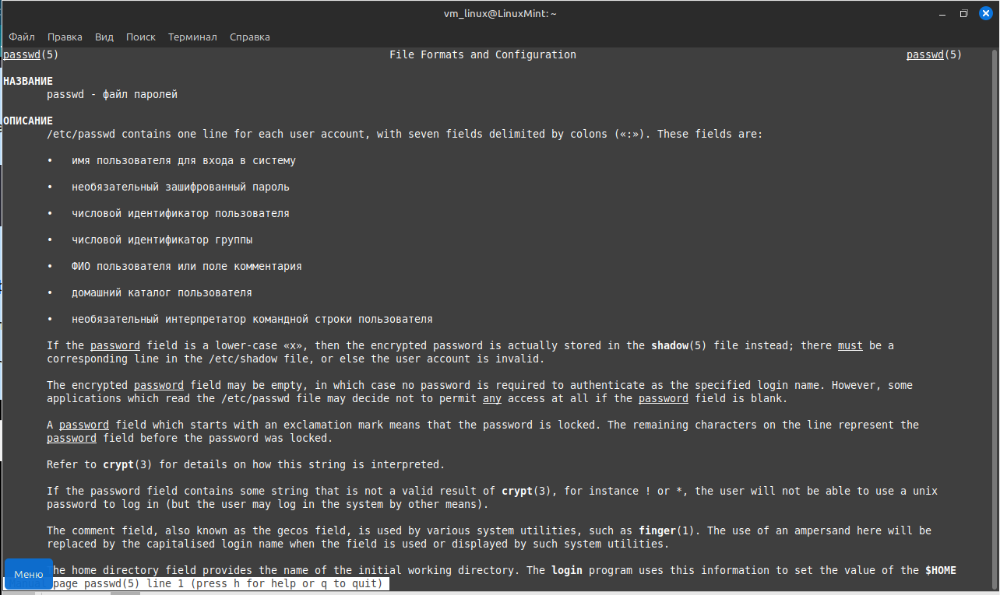 vm_linux@LinuxMint: ~
Файл Правка Вид Поиск Терминал Справка
passwd(5) File Formats and Configuration passwd(5)
НАЗВАНИЕ
passwd - файл паролей
ОПИСАНИЕ
/etc/passwd contains one line for each user account, with seven fields delimited by colons («:»). These fields are:
• имя пользователя для входа в систему
• необязательный зашифрованный пароль
• числовой идентификатор пользователя
• числовой идентификатор группы
• ФИО пользователя или поле комментария
• домашний каталог пользователя
• необязательный интерпретатор командной строки пользователя
If the password field is a lower-case «x», then the encrypted password is actually stored in the shadow(5) file instead; there must be a
corresponding line in the /etc/shadow file, or else the user account is invalid.
The encrypted password field may be empty, in which case no password is required to authenticate as the specified login name. However, some
applications which read the /etc/passwd file may decide not to permit any access at all if the password field is blank.
A password field which starts with an exclamation mark means that the password is locked. The remaining characters on the line represent the
password field before the password was locked.
Refer to crypt(3) for details on how this string is interpreted.
If the password field contains some string that is not a valid result of crypt(3), for instance ! or *, the user will not be able to use a unix
password to log in (but the user may log in the system by other means).
The comment field, also known as the gecos field, is used by various system utilities, such as finger(1). The use of an ampersand here will be
replaced by the capitalised login name when the field is used or displayed by such system utilities.
The home directory field provides the name of the initial working directory. The login program uses this information to set the value of the $HOME
Меню
page passwd(5) line 1 (press h for help or q to quit)